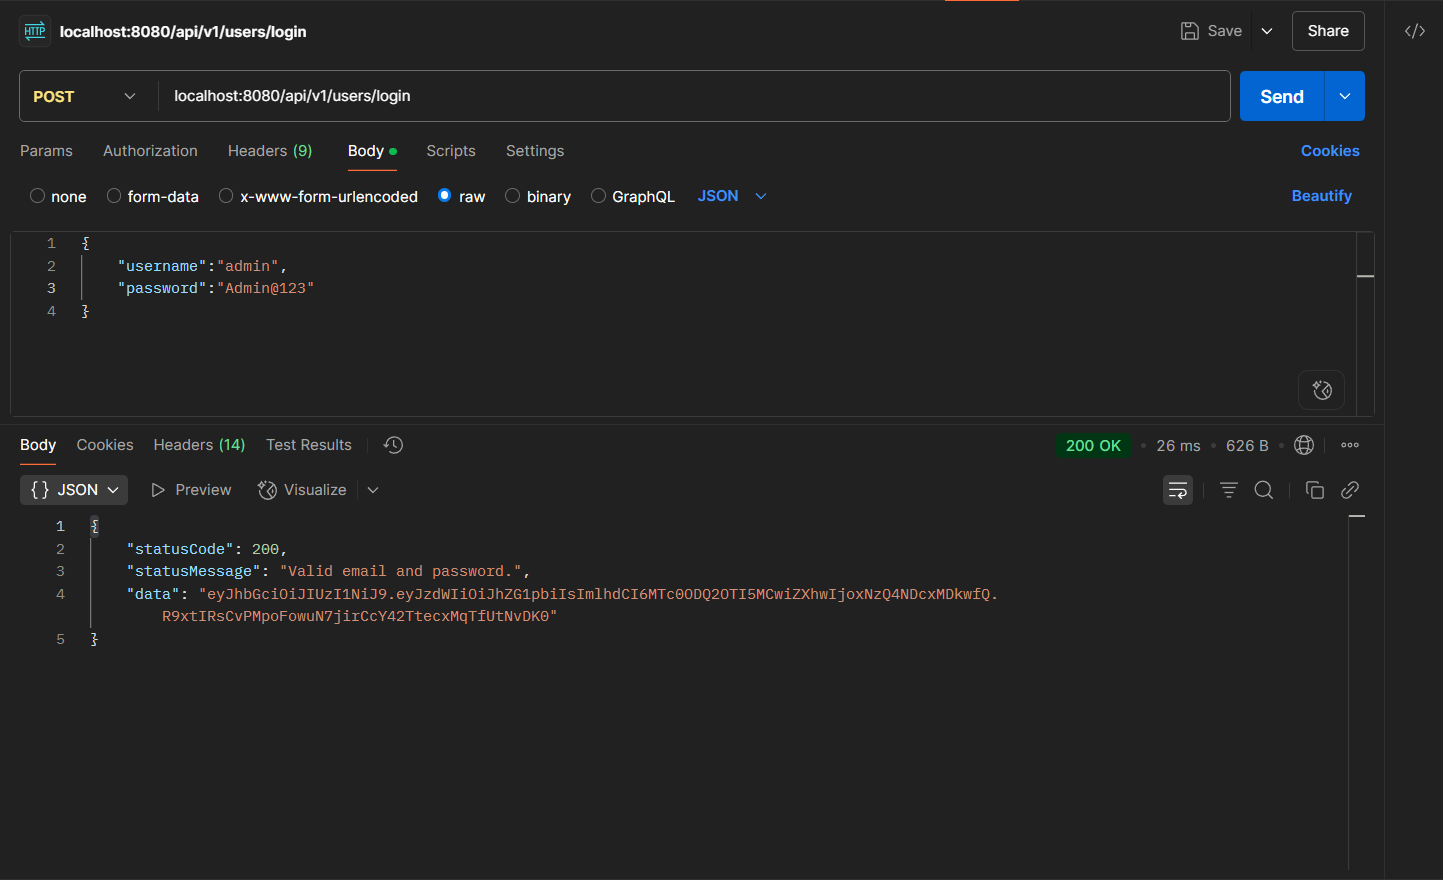 HTTP localhost:8080/api/v1/users/login Save Share
POST localhost:8080/api/v1/users/login Send
Params Authorization Headers (9) Body Scripts Settings Cookies
none form-data x-www-form-urlencoded raw binary GraphQL JSON Beautify
1 {
2 "username":"admin",
3 "password":"Admin@123"
4 }
Body Cookies Headers (14) Test Results 200 OK 26 ms 626 B
{} JSON Preview Visualize
1 {
2 "statusCode": 200,
3 "statusMessage": "Valid email and password.",
4 "data": "eyJhbGciOiJIUzI1NiJ9.eyJzdWIiOiJhZG1pbiIsImlhdCI6MTc0ODQ2OTI5MCwiZXhwIjoxNzQ4NDcxMDkwfQ.
R9xtIRsCvPMpoFowuN7jirCcY42TtecxMqTfUtNvDK0"
5 }